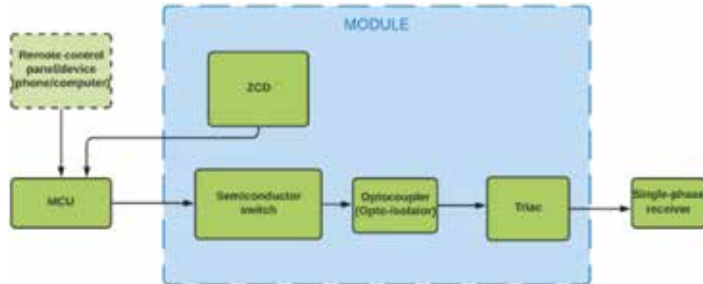 MODULE
Remote control
panel/device
(phone/computer)
ZCD
MCU
Semiconductor
switch
Optocoupler
(Opto-isolator)
Triac
Single-phase
receiver